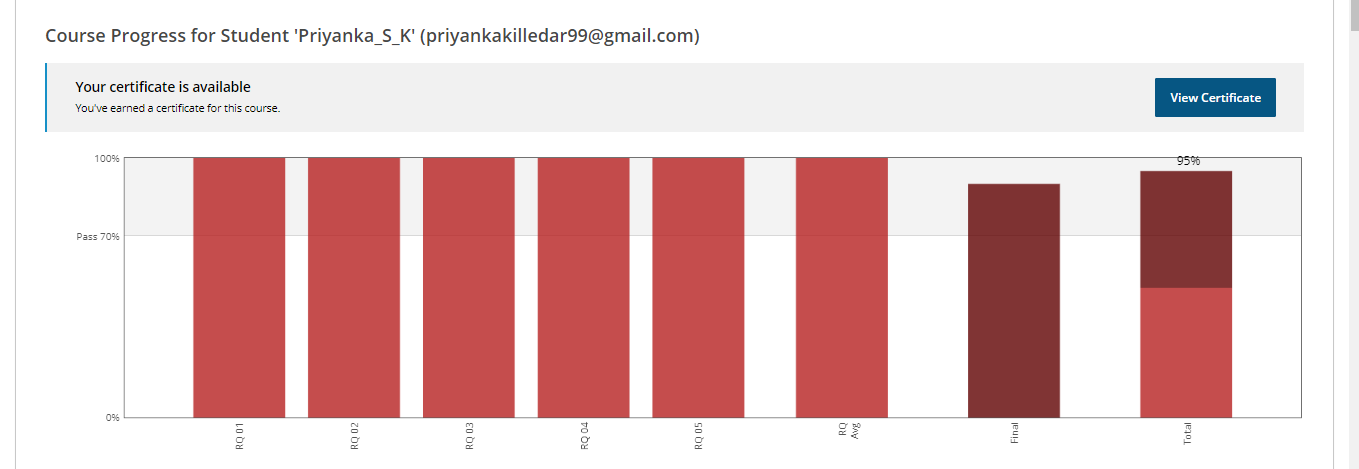 Course Progress for Student 'Priyanka_S_K' (priyankakilledar99@gmail.com)
Your certificate is available
You've earned a certificate for this course.
View Certificate
100%
95%
Pass 70%
0%
RQ 01
RQ 02
RQ 03
RQ 04
RQ 05
RQ
Avg
Final
Total